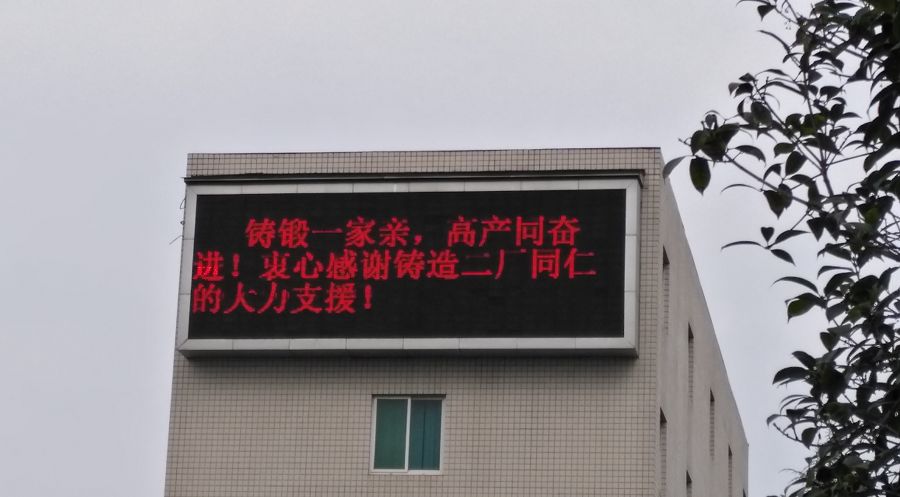 铸锻一家亲，高产同奋
进！衷心感谢铸造二厂同仁
的大力支援！